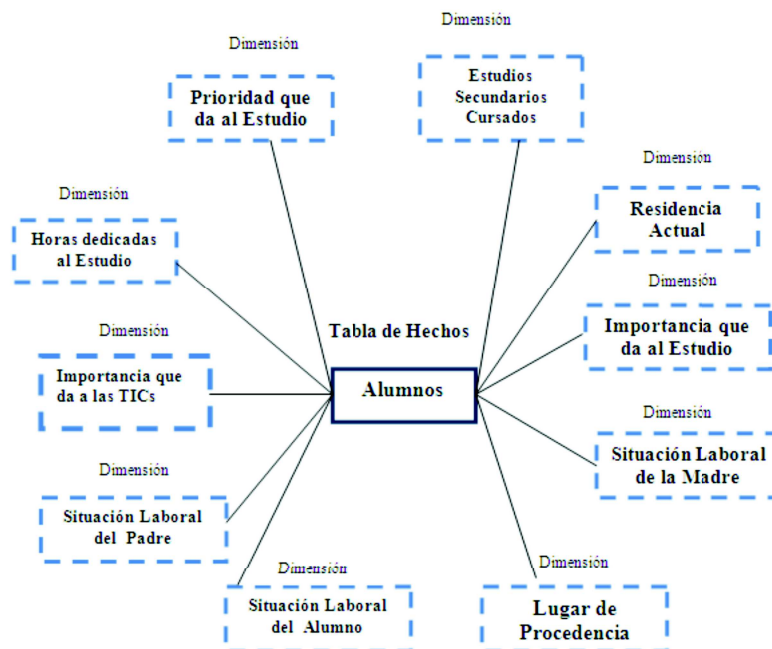 Dimensión
Prioridad que
da al Estudio
Dimensión
Estudios
Secundarios
Cursados
Dimensión
Residencia
Actual
Dimensión
Horas dedicadas
al Estudio
Dimensión
Importancia que
da al Estudio
Tabla de Hechos
Alumnos
Dimensión
Importancia que
da a las TICs
Dimensión
Situación Laboral
de la Madre
Dimensión
Situación Laboral
del Padre
Dimensión
Situación Laboral
del Alumno
Dimensión
Lugar de
Procedencia